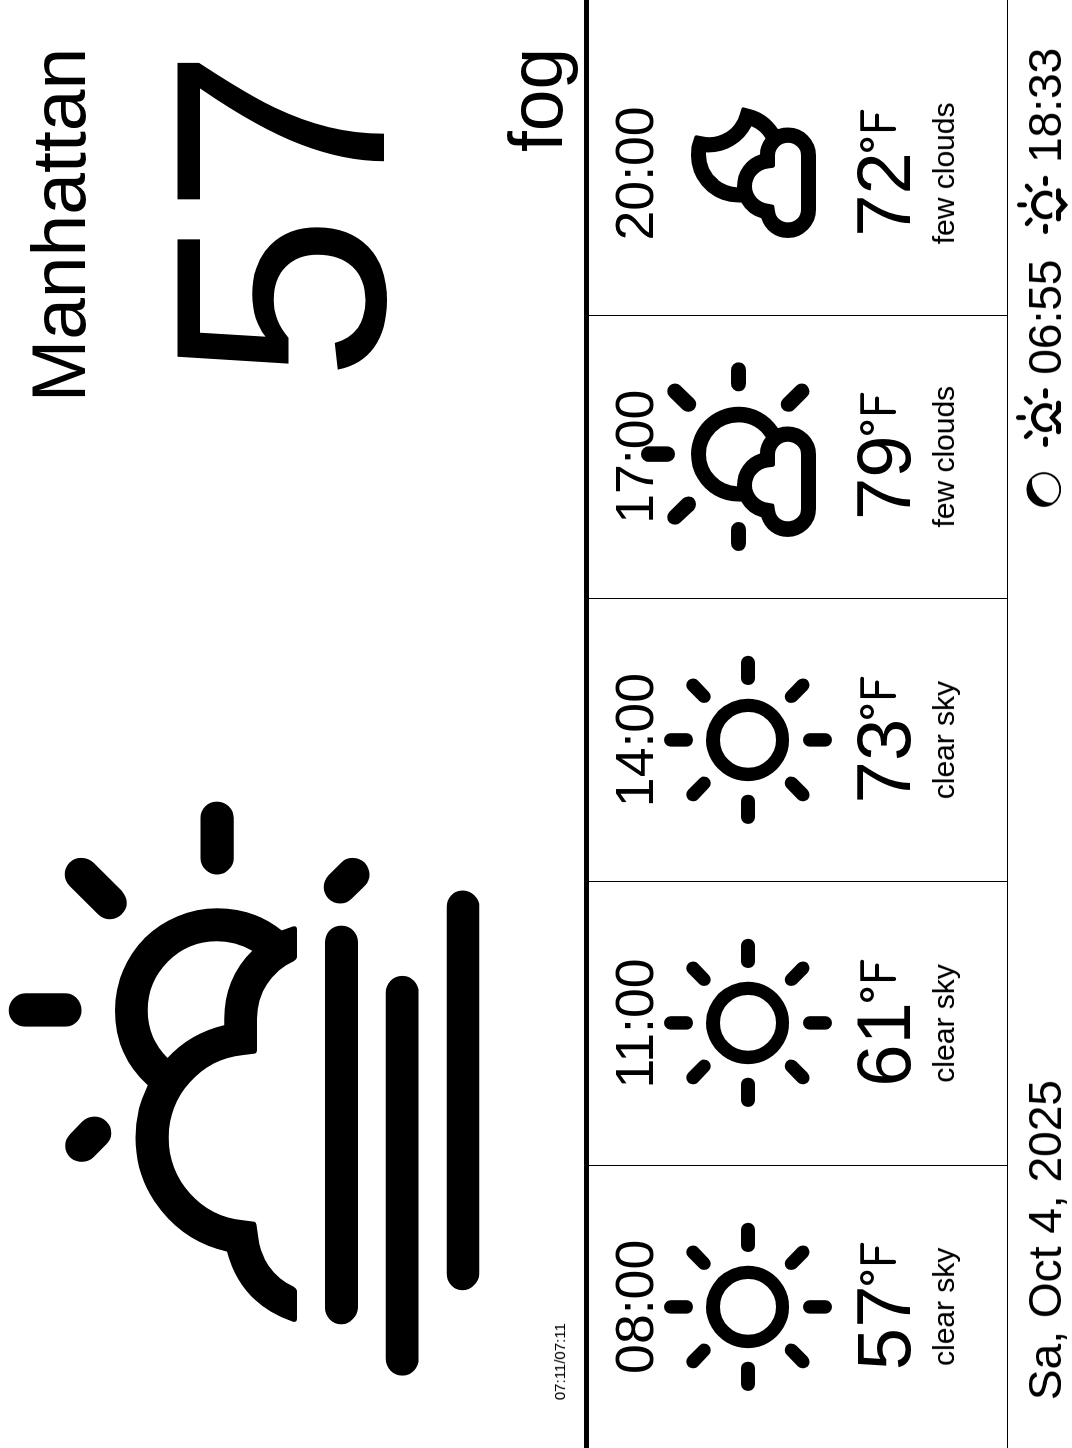 Manhattan
57
fog
07:11/07:11
08:00
57°F
clear sky
11:00
61°F
clear sky
14:00
73°F
clear sky
17:00
79°F
few clouds
20:00
72°F
few clouds
Sa, Oct 4, 2025
06:55
18:33